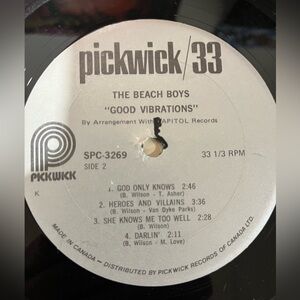 pickwick/33
THE BEACH BOYS
"GOOD VIBRATIONS"
By Arrangement With CAPITOL Records
PICKWICK
SPC-3269
33 1/3 RPM
SIDE 2
K
1. GOD ONLY KNOWS 2:46
(B. Wilson - T. Asher)
2. HEROES AND VILLAINS 3:36
(B. Wilson - Van Dyke Parks)
3. SHE KNOWS ME TOO WELL 2:28
(B. Wilson)
4. DARLIN' 2:11
(B. Wilson - M. Love)
MADE IN CANADA - DISTRIBUTED BY PICKWICK RECORDS OF CANADA LTD.